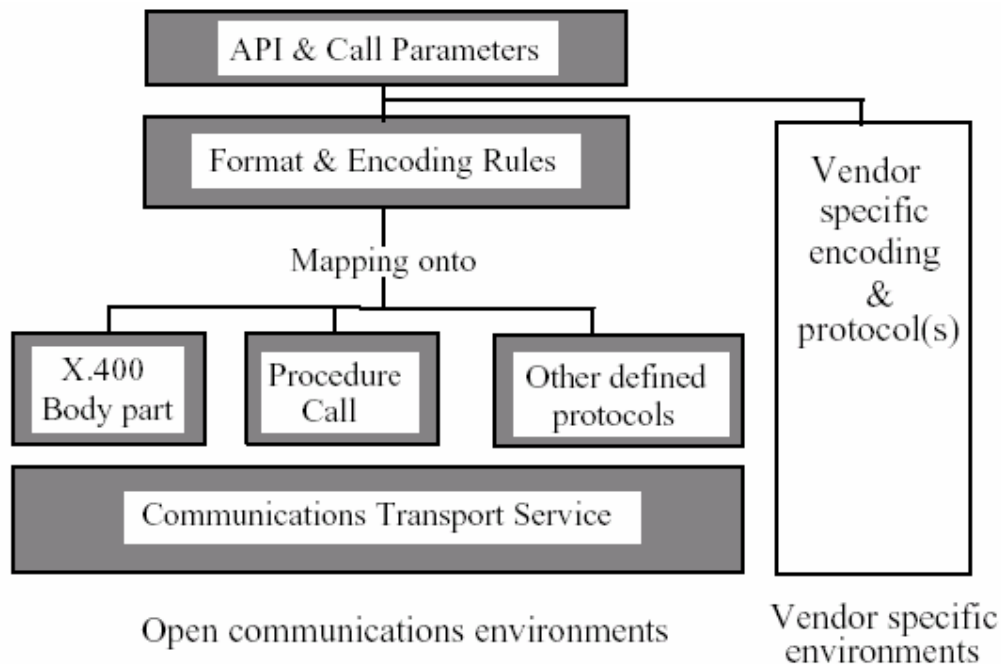 API & Call Parameters
Format & Encoding Rules
Mapping onto
X.400
Body part
Procedure
Call
Other defined
protocols
Communications Transport Service
Open communications environments
Vendor
specific
encoding
&
protocol(s)
Vendor specific
environments